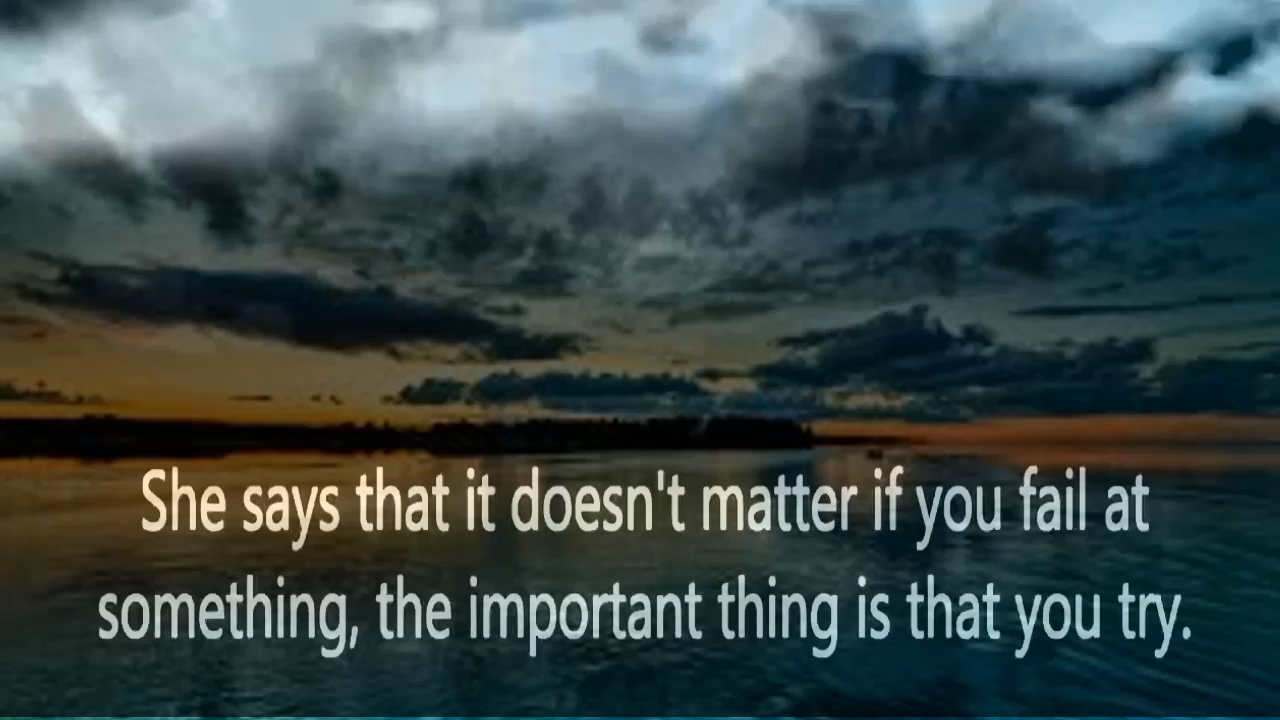 She says that it doesn't matter if you fail at
something, the important thing is that you try.